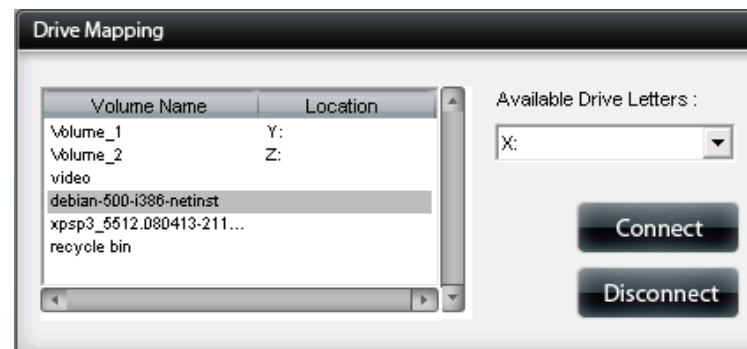 Drive Mapping
Volume Name Location
Volume_1 Y:
Volume_2 Z:
video
debian-500-i386-netinst
xpsp3_5512.080413-211...
recycle bin
Available Drive Letters :
X:
Connect
Disconnect